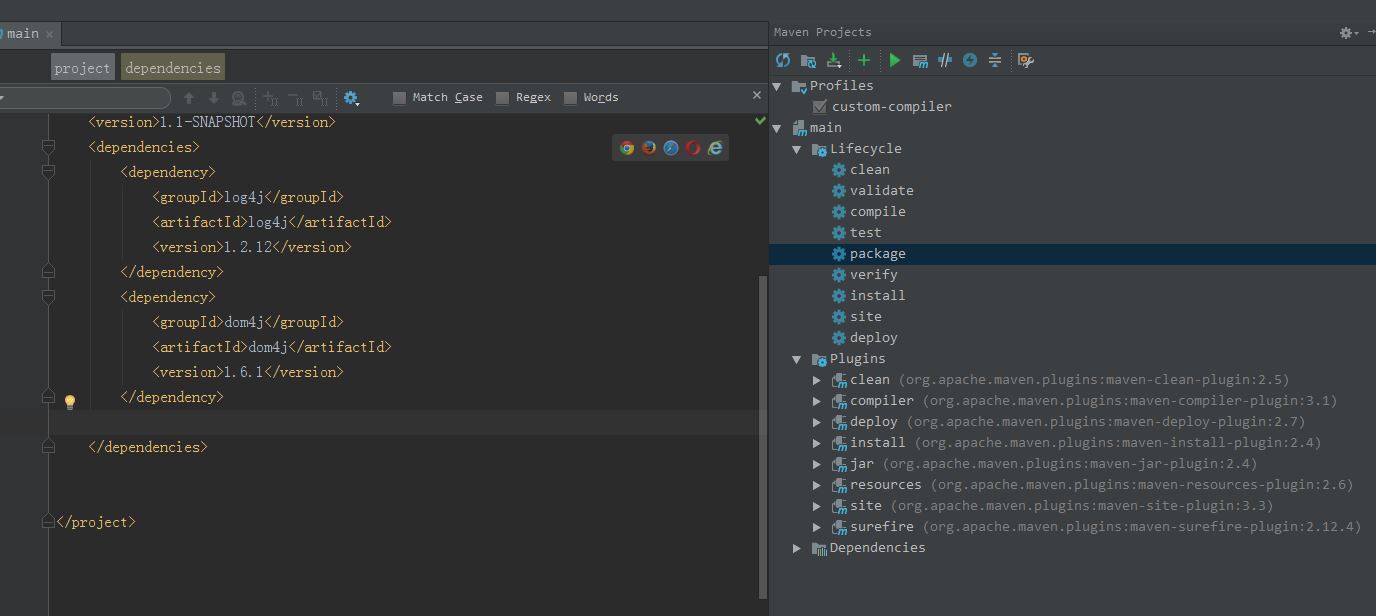 main
project dependencies
Match Case Regex Words
<version>1.1-SNAPSHOT</version>
<dependencies>
<dependency>
<groupId>log4j</groupId>
<artifactId>log4j</artifactId>
<version>1.2.12</version>
</dependency>
<dependency>
<groupId>dom4j</groupId>
<artifactId>dom4j</artifactId>
<version>1.6.1</version>
</dependency>
</dependencies>
</project>
Maven Projects
Profiles
custom-compiler
main
Lifecycle
clean
validate
compile
test
package
verify
install
site
deploy
Plugins
clean (org.apache.maven.plugins:maven-clean-plugin:2.5)
compiler (org.apache.maven.plugins:maven-compiler-plugin:3.1)
deploy (org.apache.maven.plugins:maven-deploy-plugin:2.7)
install (org.apache.maven.plugins:maven-install-plugin:2.4)
jar (org.apache.maven.plugins:maven-jar-plugin:2.4)
resources (org.apache.maven.plugins:maven-resources-plugin:2.6)
site (org.apache.maven.plugins:maven-site-plugin:3.3)
surefire (org.apache.maven.plugins:maven-surefire-plugin:2.12.4)
Dependencies